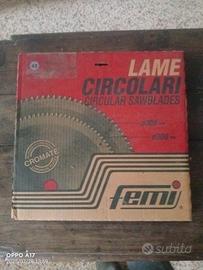 LAME
CIRCOLARI
CIRCULAR SAWBLADES
CROMATE
femi
OPPO A17
subito